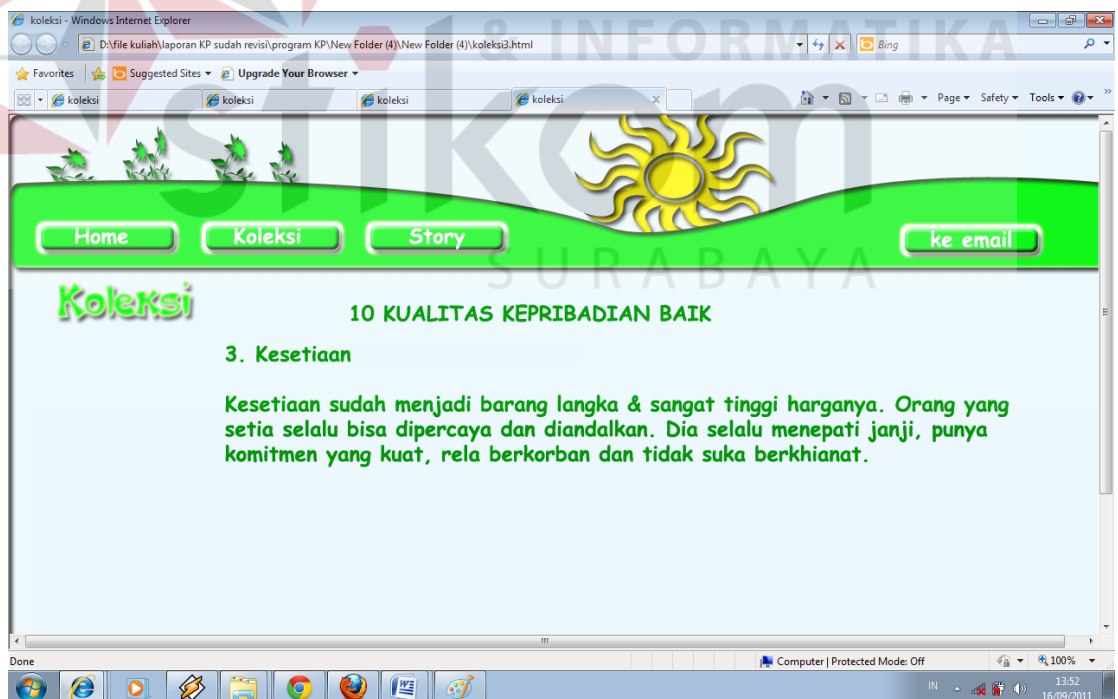 koleksi - Windows Internet Explorer
D:\file kuliah\laporan KP sudah revisi\program KP\New Folder (4)\New Folder (4)\koleksi3.html
Bing
Favorites Suggested Sites Upgrade Your Browser
koleksi koleksi koleksi koleksi Page Safety Tools
& INFORMATIKA
stikom
SURABAYA
Home Koleksi Story ke email
Koleksi
10 KUALITAS KEPRIBADIAN BAIK
3. Kesetiaan
Kesetiaan sudah menjadi barang langka & sangat tinggi harganya. Orang yang
setia selalu bisa dipercaya dan diandalkan. Dia selalu menepati janji, punya
komitmen yang kuat, rela berkorban dan tidak suka berkhianat.
Done Computer | Protected Mode: Off 100%
IN 13:52
16/09/2011